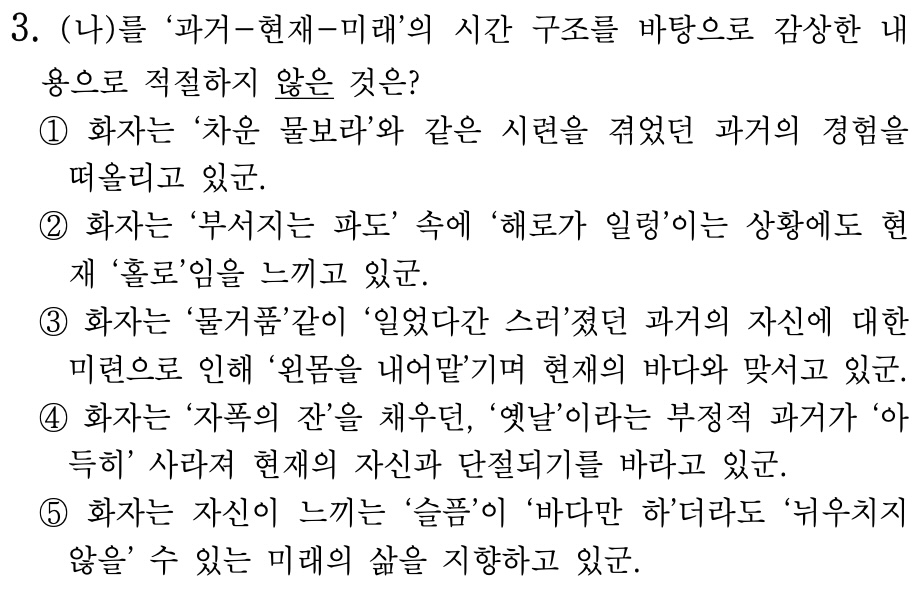 3. (나)를 ‘과거-현재-미래’의 시간 구조를 바탕으로 감상한 내
용으로 적절하지 않은 것은?
① 화자는 ‘차운 물보라’와 같은 시련을 겪었던 과거의 경험을
떠올리고 있군.
② 화자는 ‘부서지는 파도’ 속에 ‘해로가 일렁’이는 상황에도 현
재 ‘홀로’임을 느끼고 있군.
③ 화자는 ‘물거품’같이 ‘일었다간 스러’졌던 과거의 자신에 대한
미련으로 인해 ‘왼몸을 내어맡’기며 현재의 바다와 맞서고 있군.
④ 화자는 ‘자폭의 잔’을 채우던, ‘옛날’이라는 부정적 과거가 ‘아
득히’ 사라져 현재의 자신과 단절되기를 바라고 있군.
⑤ 화자는 자신이 느끼는 ‘슬픔’이 ‘바다만 하’더라도 ‘뉘우치지
않을’ 수 있는 미래의 삶을 지향하고 있군.